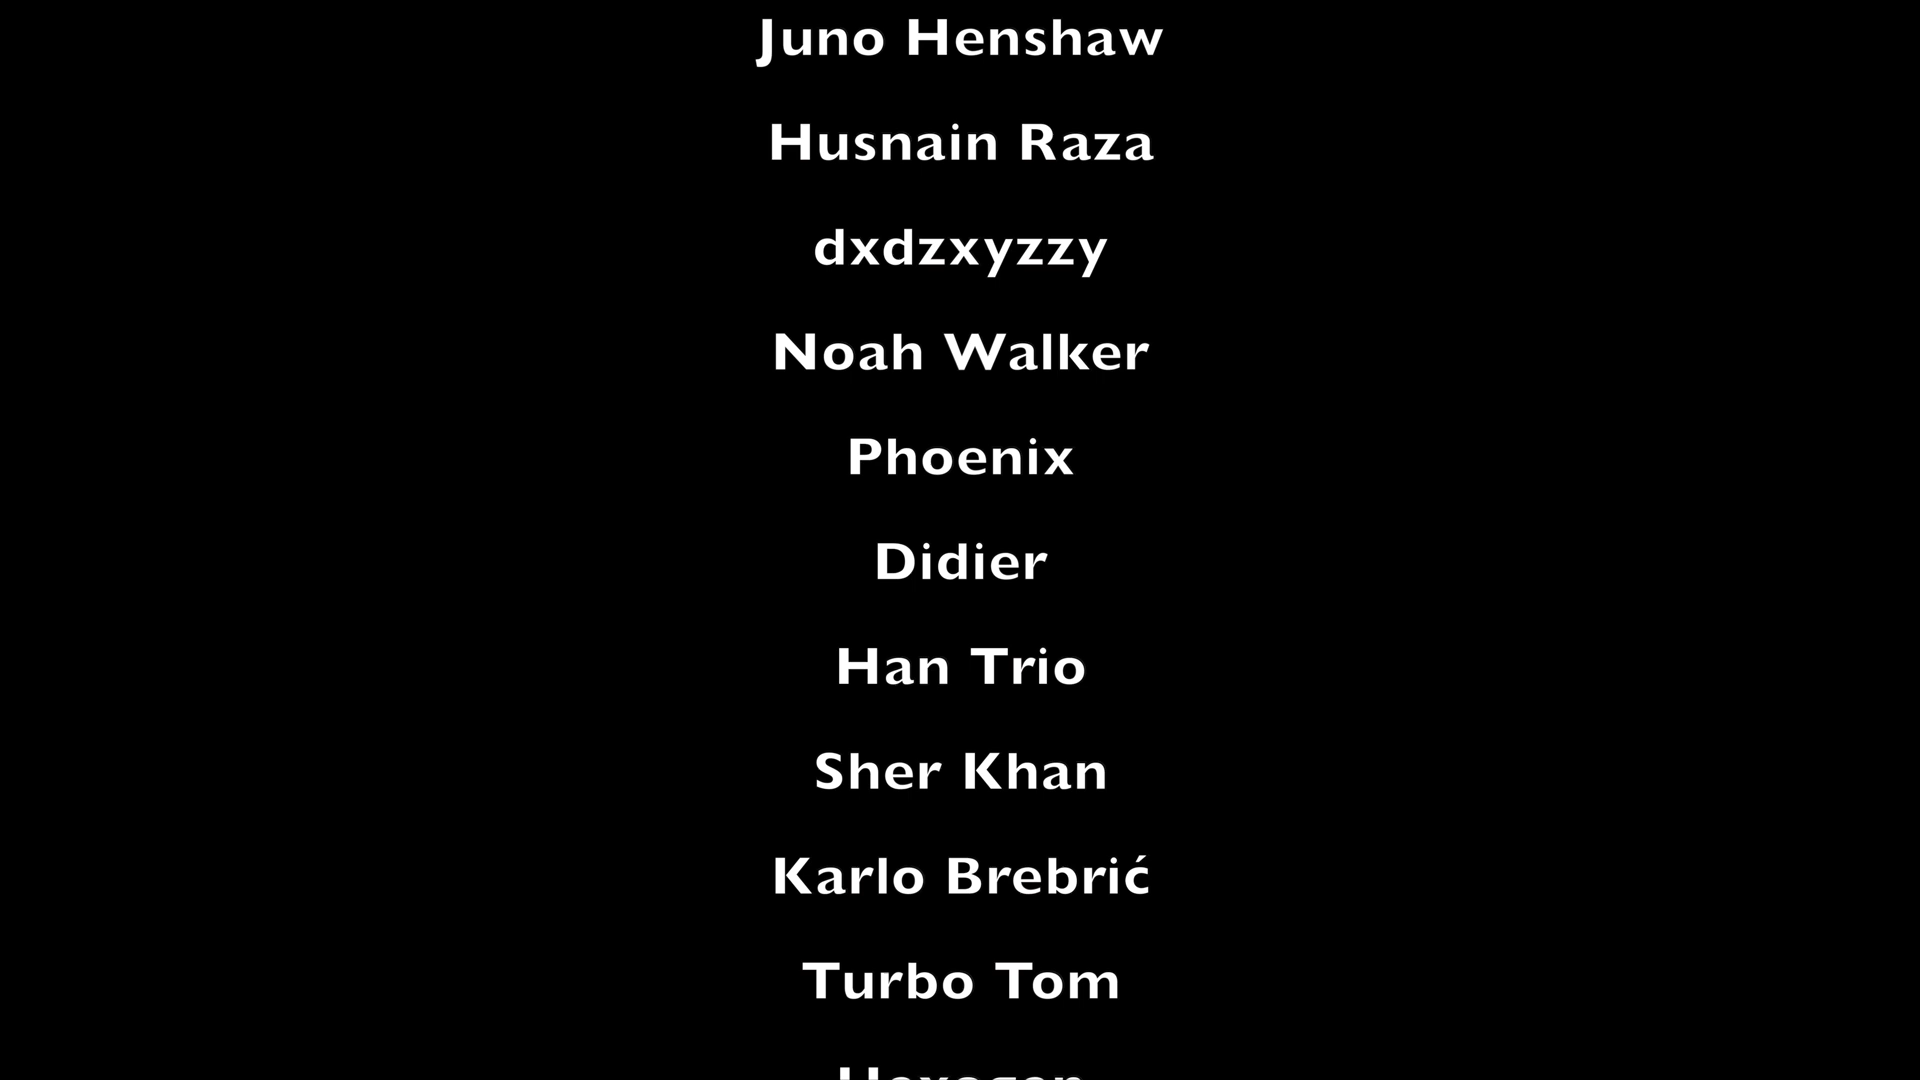 Juno Henshaw
Husnain Raza
dxdzxyzzy
Noah Walker
Phoenix
Didier
Han Trio
Sher Khan
Karlo Brebrić
Turbo Tom